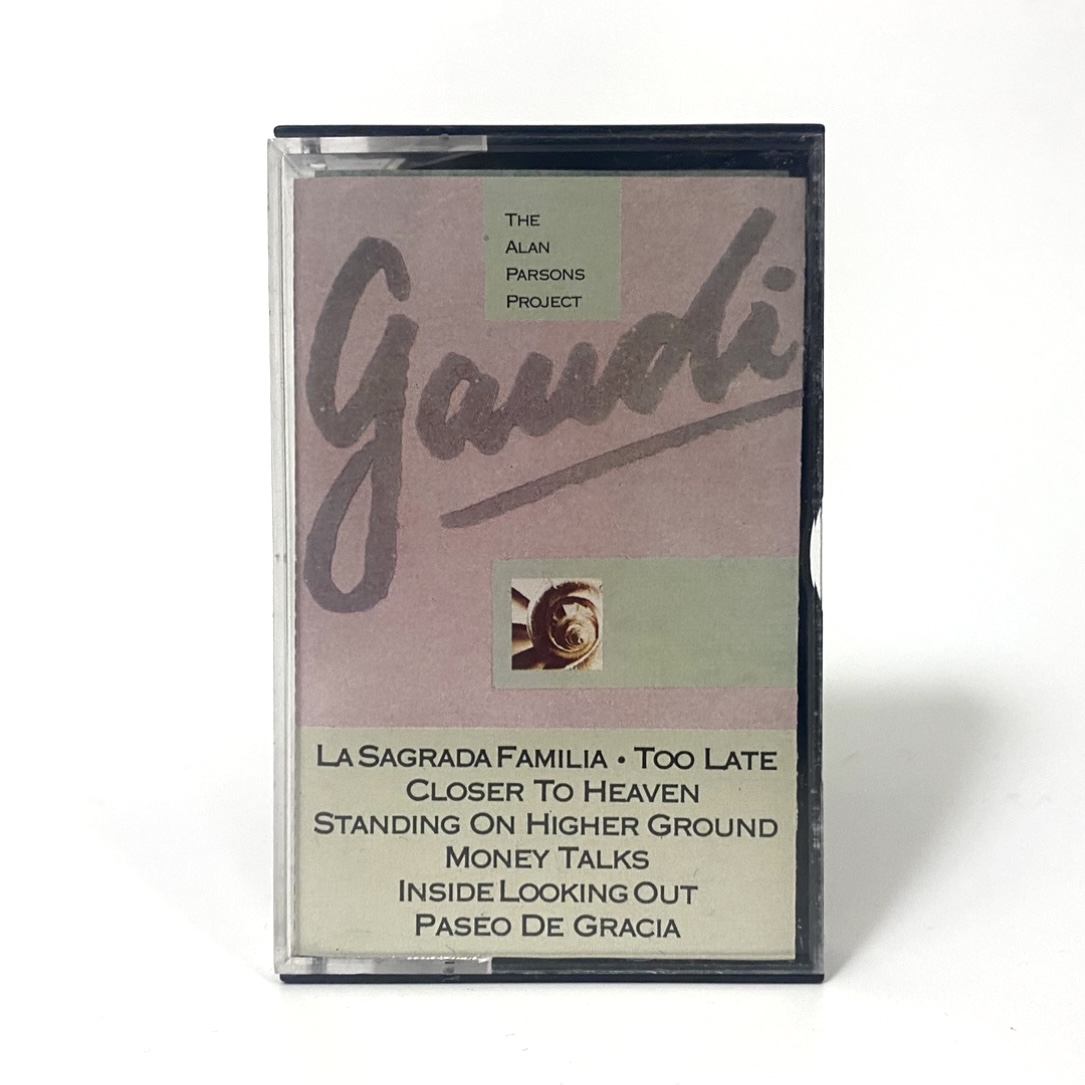 The
Alan
Parsons
Project
gaudi
La Sagrada Familia • Too Late
Closer To Heaven
Standing On Higher Ground
Money Talks
Inside Looking Out
Paseo De Gracia